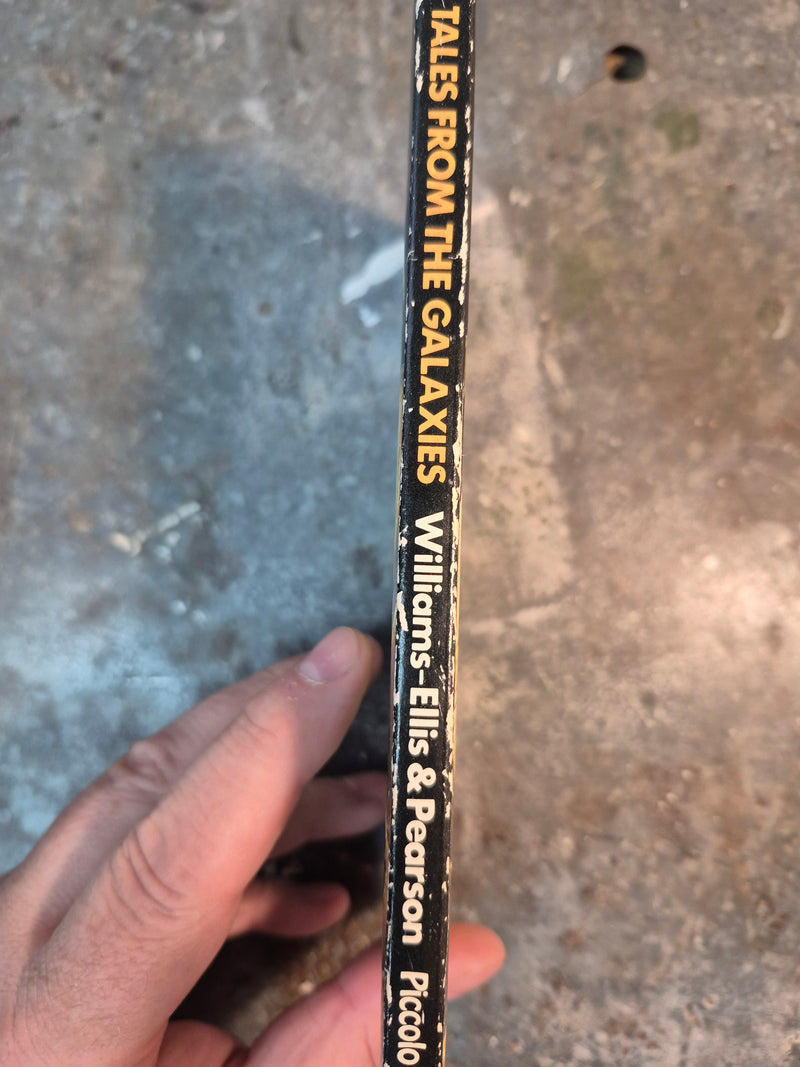 TALES FROM THE GALAXIES Williams-Ellis & Pearson Piccolo